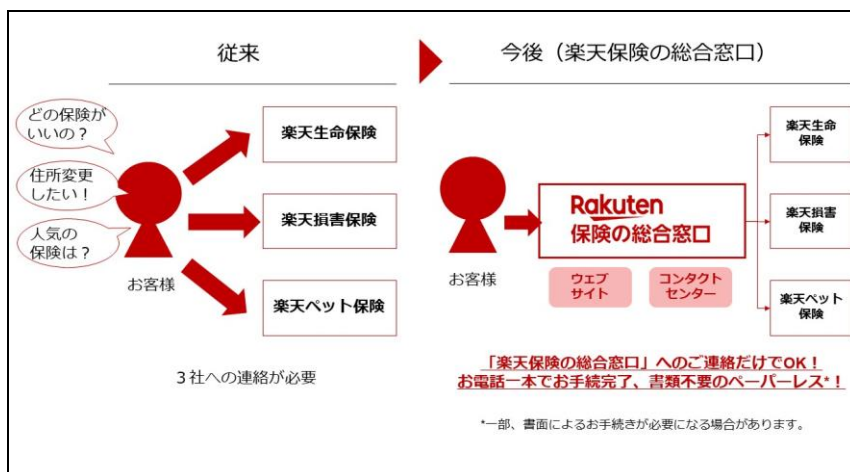 従来
どの保険が
いいの？
住所変更
したい！
人気の
保険は？
お客様
楽天生命保険
楽天損害保険
楽天ペット保険
３社への連絡が必要
今後（楽天保険の総合窓口）
お客様
Rakuten
保険の総合窓口
ウェブ
サイト
コンタクト
センター
楽天生命
保険
楽天損害
保険
楽天ペット
保険
「楽天保険の総合窓口」へのご連絡だけでOK！
お電話一本でお手続完了、書類不要のペーパーレス*！
*一部、書面によるお手続きが必要になる場合があります。